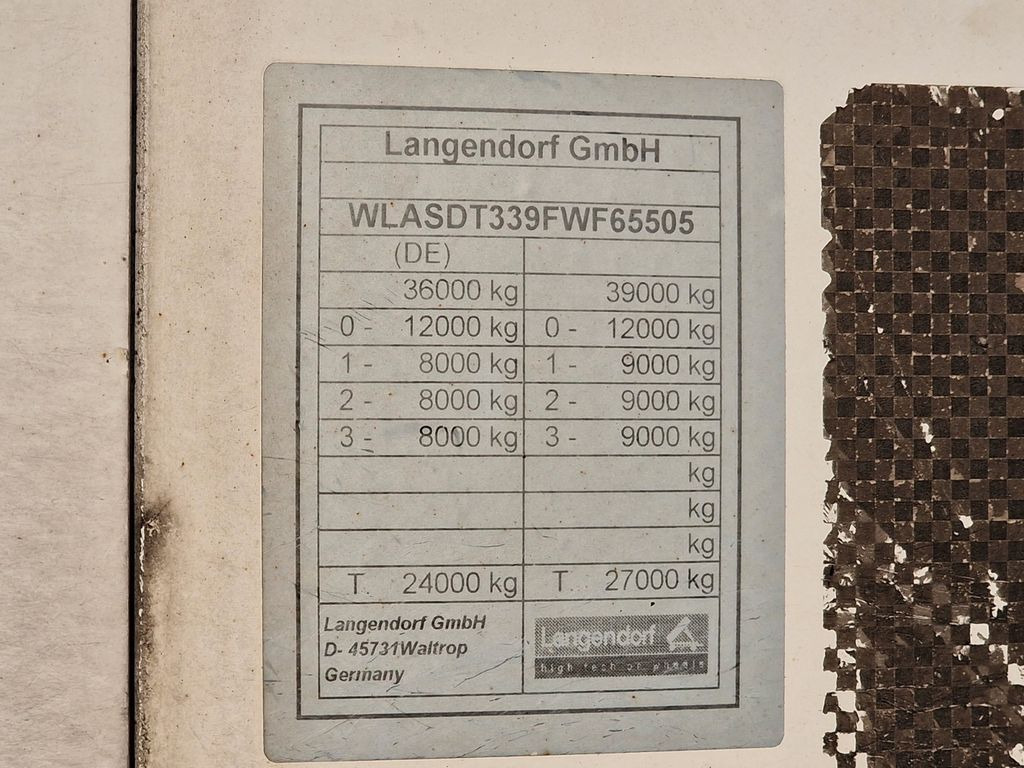 Langendorf GmbH
WLASDT339FWF65505
(DE)
36000 kg 39000 kg
0 - 12000 kg 0 - 12000 kg
1 - 8000 kg 1 - 9000 kg
2 - 8000 kg 2 - 9000 kg
3 - 8000 kg 3 - 9000 kg
kg
kg
kg
T. 24000 kg T. 27000 kg
Langendorf GmbH
D- 45731Waltrop
Germany
Langendorf
high tech on